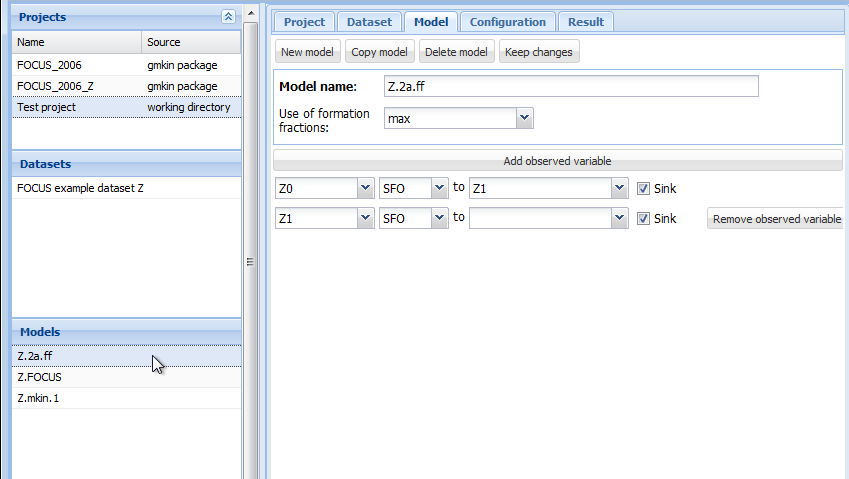 Projects
Name Source
FOCUS_2006 gmkin package
FOCUS_2006_Z gmkin package
Test project working directory
Datasets
FOCUS example dataset Z
Models
Z.2a.ff
Z.FOCUS
Z.mkin.1
Project Dataset Model Configuration Result
New model Copy model Delete model Keep changes
Model name: Z.2a.ff
Use of formation
fractions: max
Add observed variable
Z0 SFO to Z1 Sink
Z1 SFO to Sink Remove observed variable